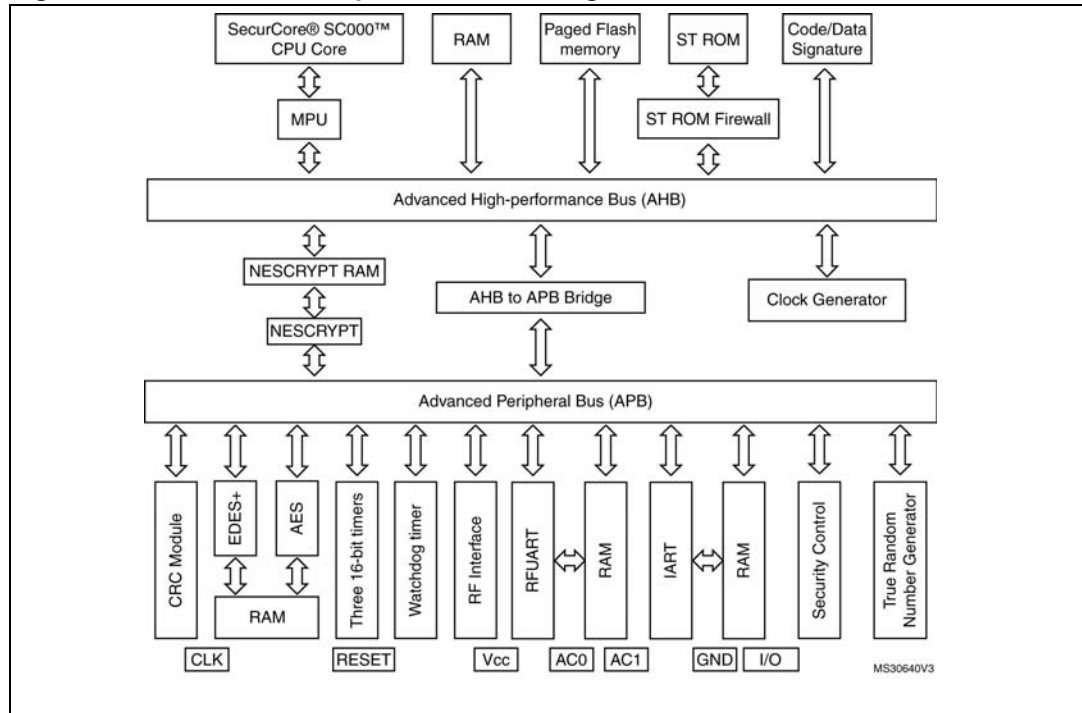 SecurCore® SC000™
CPU Core
RAM
Paged Flash
memory
ST ROM
Code/Data
Signature
MPU
ST ROM Firewall
Advanced High-performance Bus (AHB)
NESCRYPT RAM
AHB to APB Bridge
Clock Generator
NESCRYPT
Advanced Peripheral Bus (APB)
CRC Module
EDES+
AES
RAM
Three 16-bit timers
Watchdog timer
RF Interface
RFUART
RAM
IART
RAM
Security Control
True Random
Number Generator
CLK
RESET
Vcc
AC0
AC1
GND
I/O
MS30640V3